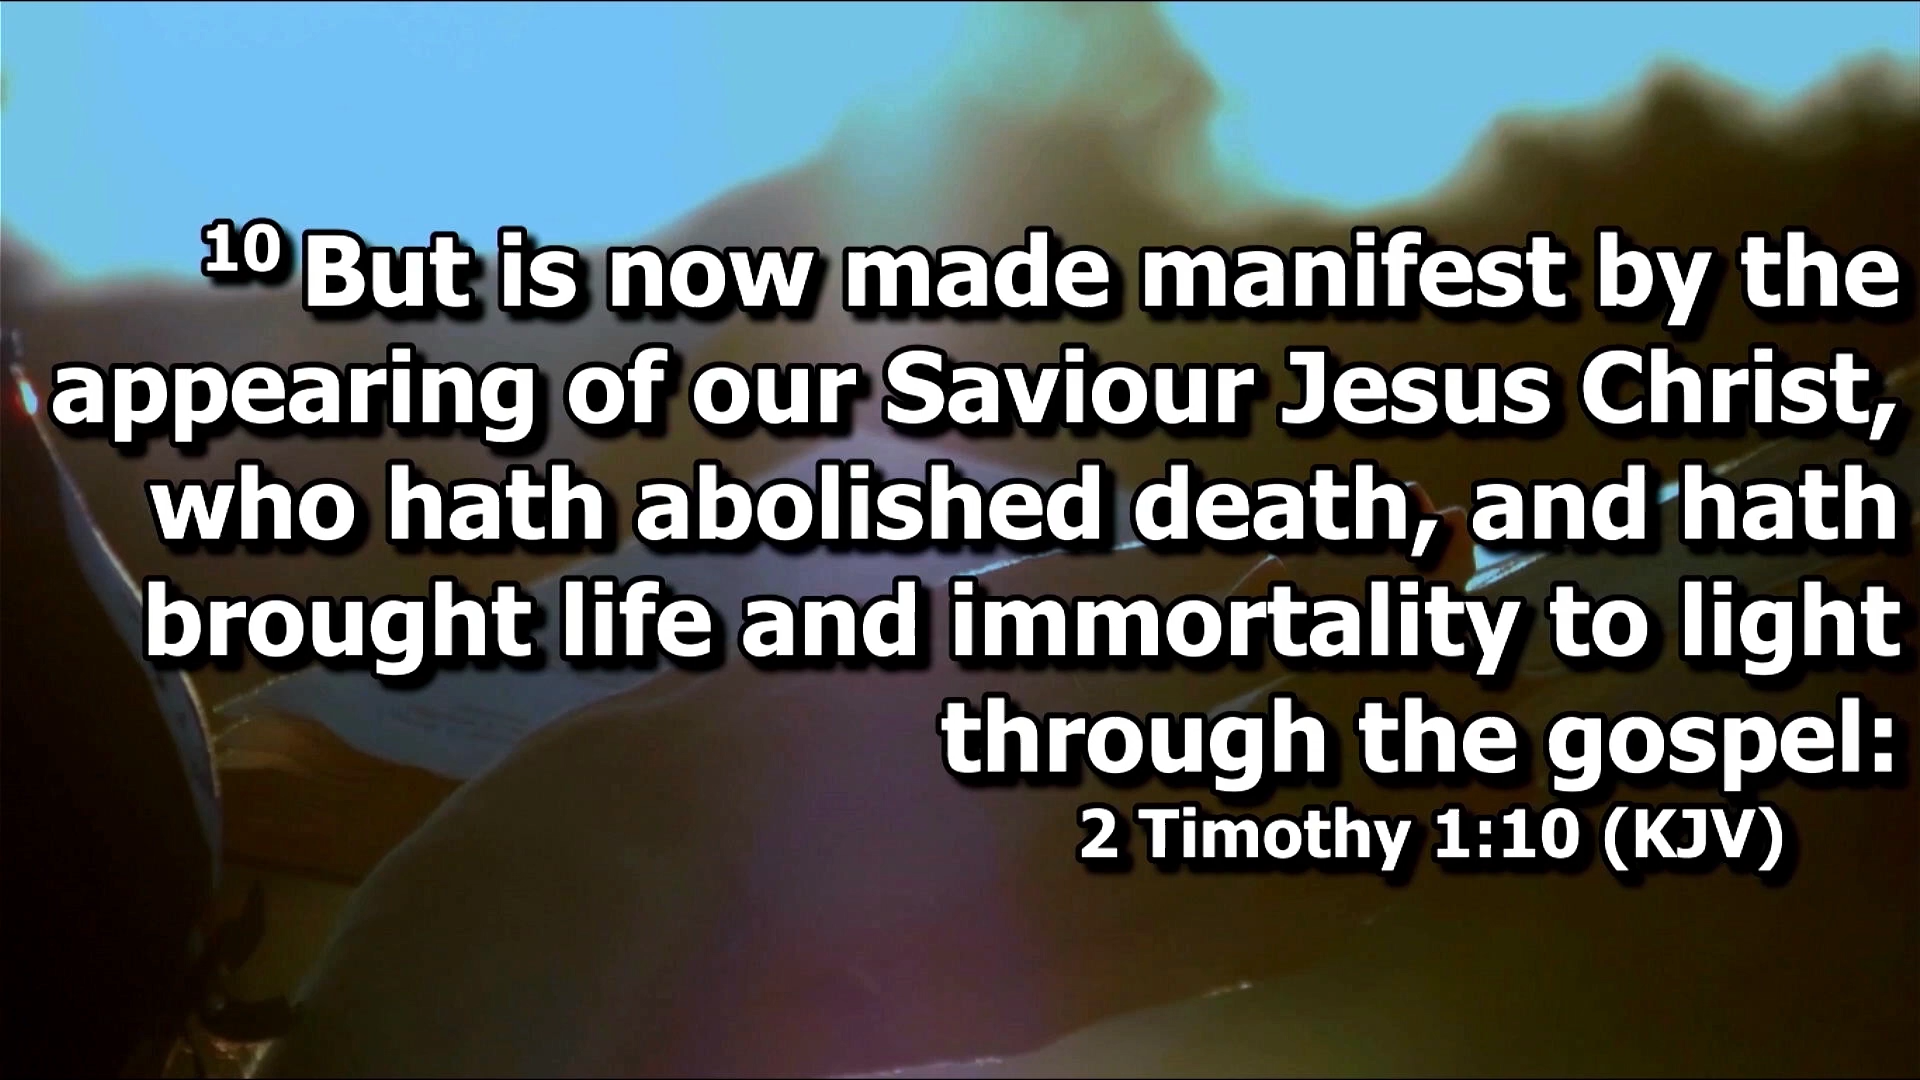 10 But is now made manifest by the
appearing of our Saviour Jesus Christ,
who hath abolished death, and hath
brought life and immortality to light
through the gospel:
2 Timothy 1:10 (KJV)